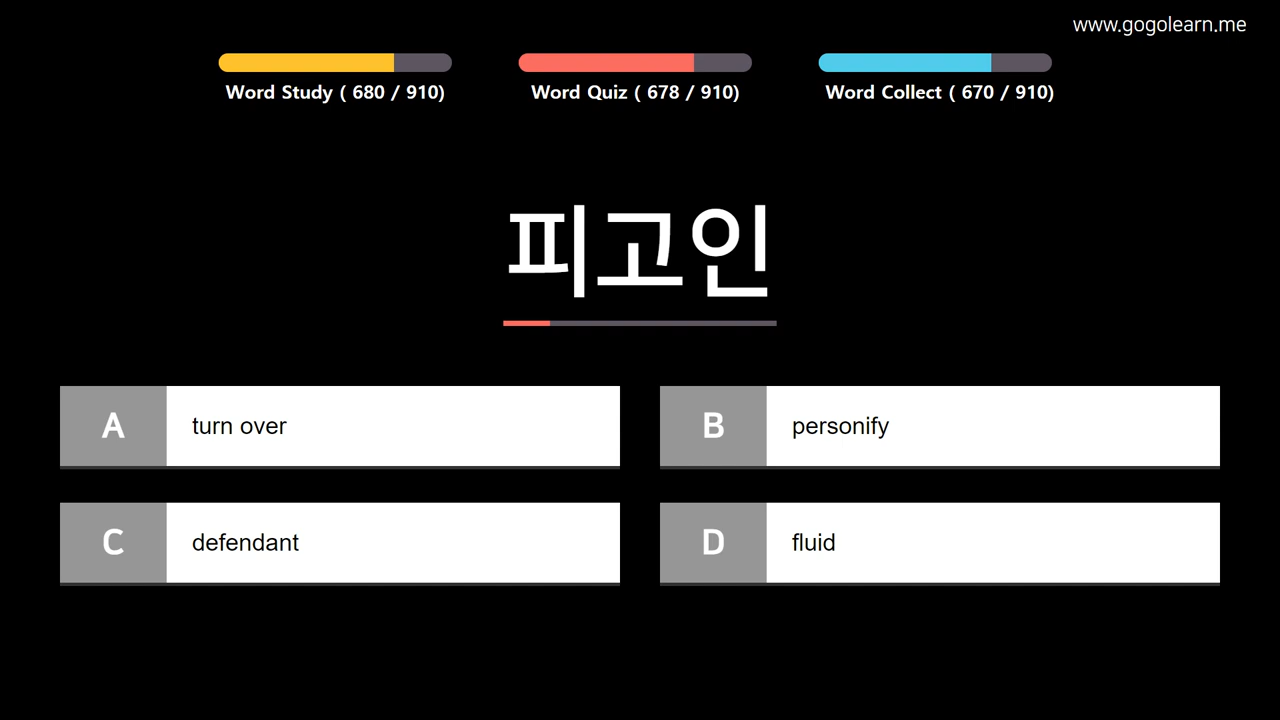 www.gogolearn.me
Word Study ( 680 / 910)
Word Quiz ( 678 / 910)
Word Collect ( 670 / 910)
피고인
A turn over
B personify
C defendant
D fluid